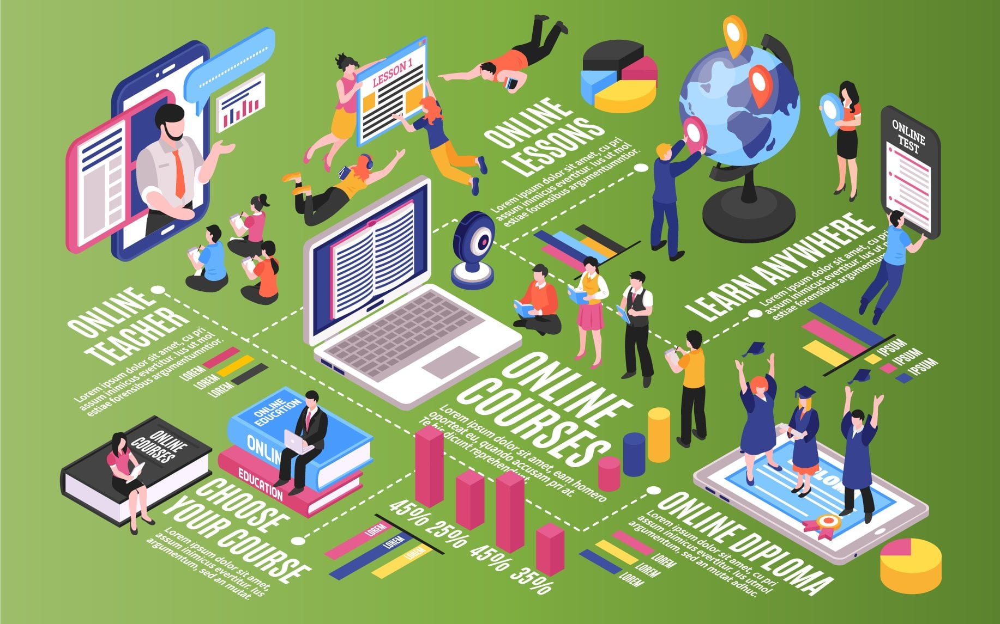 LESSON 1
ONLINE
LESSONS
Lorem ipsum dolor sit amet, cu pri
assum inimicus evertitur. Ius ut mol
estiae forensibus argumentumntior.
ONLINE
TEST
LEARN ANYWHERE
Lorem ipsum dolor sit amet, cu pri
assum inimicus evertitur. Ius ut
estiae forensibus argumentum
IPSUM
IPSUM
IPSUM
ONLINE
TEACHER
Lorem ipsum dolor sit amet, cu pri
assum inimicus evertitur. Ius ut mol
estiae forensibus argumentumntior.
LOREM
LOREM
LOREM
ONLINE
COURSES
Lorem ipsum dolor sit amet, eam homero
oporteat eu, quando accusam pri at.
Te his dicunt reprehendunt.
ONLINE
EDUCATION
ONLIN
EDUCATION
ONLINE
COURSES
CHOOSE
YOUR COURSE
Lorem ipsum dolor sit amet,
assum inimicus evertitur. Ius
argumentum, sed an mutat.
LOREM
LOREM
LOREM
45%
25%
45%
35%
LOREM
LOREM
LOREM
ONLINE DIPLOMA
Lorem ipsum dolor sit amet, cu pri
assum inimicus evertitur. Ius utmol
argumentum, sed an mutat adhuc.
LOM